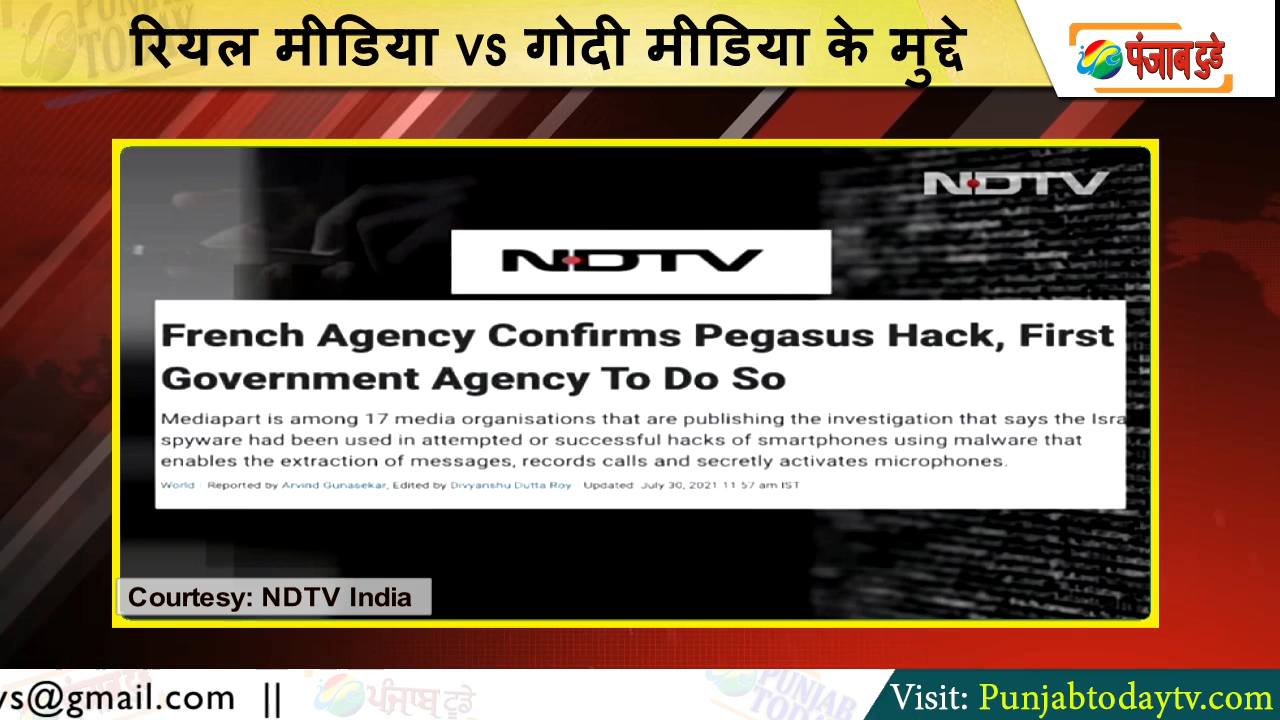 रियल मीडिया vs गोदी मीडिया के मुद्दे
पंजाब टुडे
NDTV
NDTV
French Agency Confirms Pegasus Hack, First
Government Agency To Do So
Mediapart is among 17 media organisations that are publishing the investigation that says the Isra
spyware had been used in attempted or successful hacks of smartphones using malware that
enables the extraction of messages, records calls and secretly activates microphones.
World | Reported by Arvind Gunasekar, Edited by Divyanshu Dutta Roy Updated: July 30, 2021 11 57 am IST
Courtesy: NDTV India
vs@gmail.com ||
ਪੰਜਾਬ ਟੂਡੇ
PUNJAB TODAY
Visit: Punjabtodaytv.com